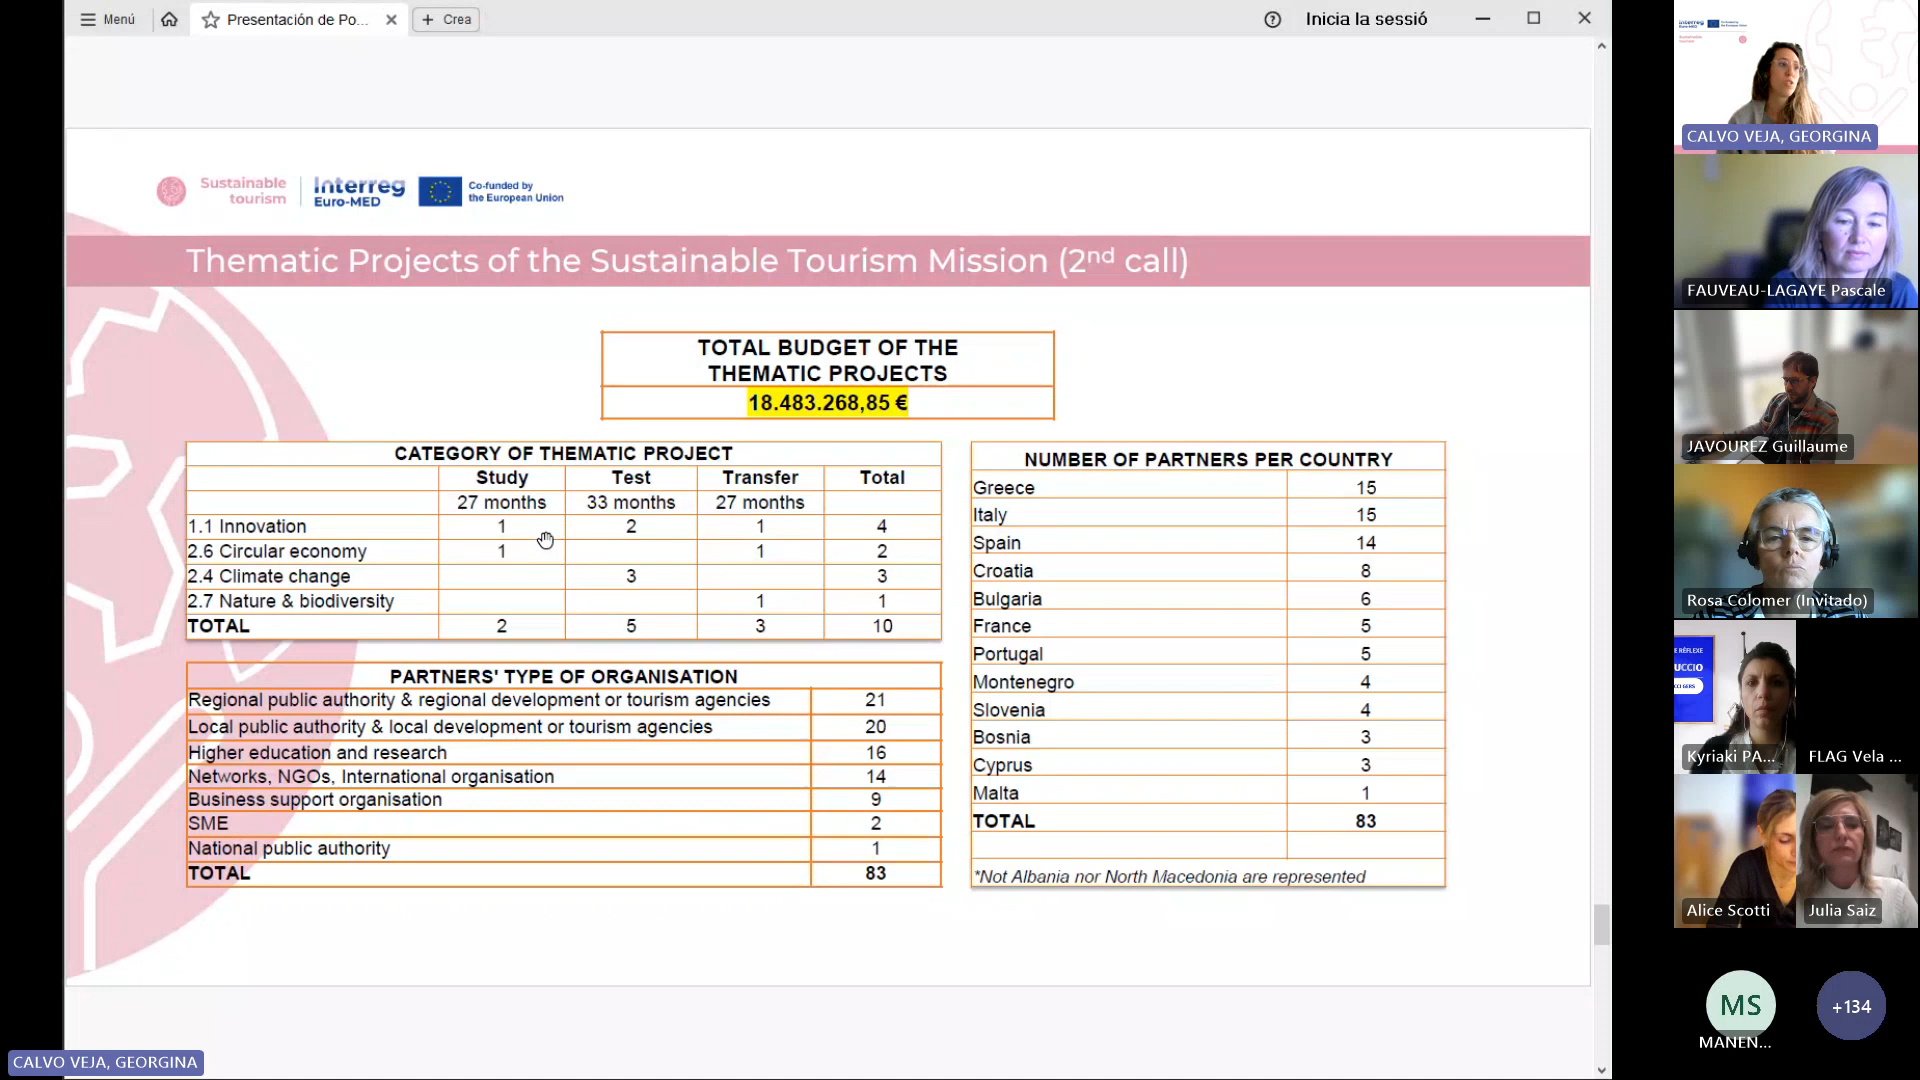 Menú
Presentación de Po...
Crea
Inicia la sessió
Sustainable
tourism
Interreg
Euro-MED
Co-funded by
the European Union
Thematic Projects of the Sustainable Tourism Mission (2nd call)
TOTAL BUDGET OF THE
THEMATIC PROJECTS
18.483.268,85 €
CATEGORY OF THEMATIC PROJECT
Study Test Transfer Total
27 months 33 months 27 months
1.1 Innovation 1 2 1 4
2.6 Circular economy 1 1 2
2.4 Climate change 3 3
2.7 Nature & biodiversity 1 1
TOTAL 2 5 3 10
PARTNERS' TYPE OF ORGANISATION
Regional public authority & regional development or tourism agencies 21
Local public authority & local development or tourism agencies 20
Higher education and research 16
Networks, NGOs, International organisation 14
Business support organisation 9
SME 2
National public authority 1
TOTAL 83
NUMBER OF PARTNERS PER COUNTRY
Greece 15
Italy 15
Spain 14
Croatia 8
Bulgaria 6
France 5
Portugal 5
Montenegro 4
Slovenia 4
Bosnia 3
Cyprus 3
Malta 1
TOTAL 83
*Not Albania nor North Macedonia are represented
CALVO VEJA, GEORGINA
Interreg
Sustainable
tourism
CALVO VEJA, GEORGINA
FAUVEAU-LAGAYE Pascale
JAVOUREZ Guillaume
Rosa Colomer (Invitado)
E RÉFLEXE
UCCIO
CCI GERS
Kyriaki PA...
FLAG Vela ...
Alice Scotti
Julia Saiz
MS
+134
MANEN...